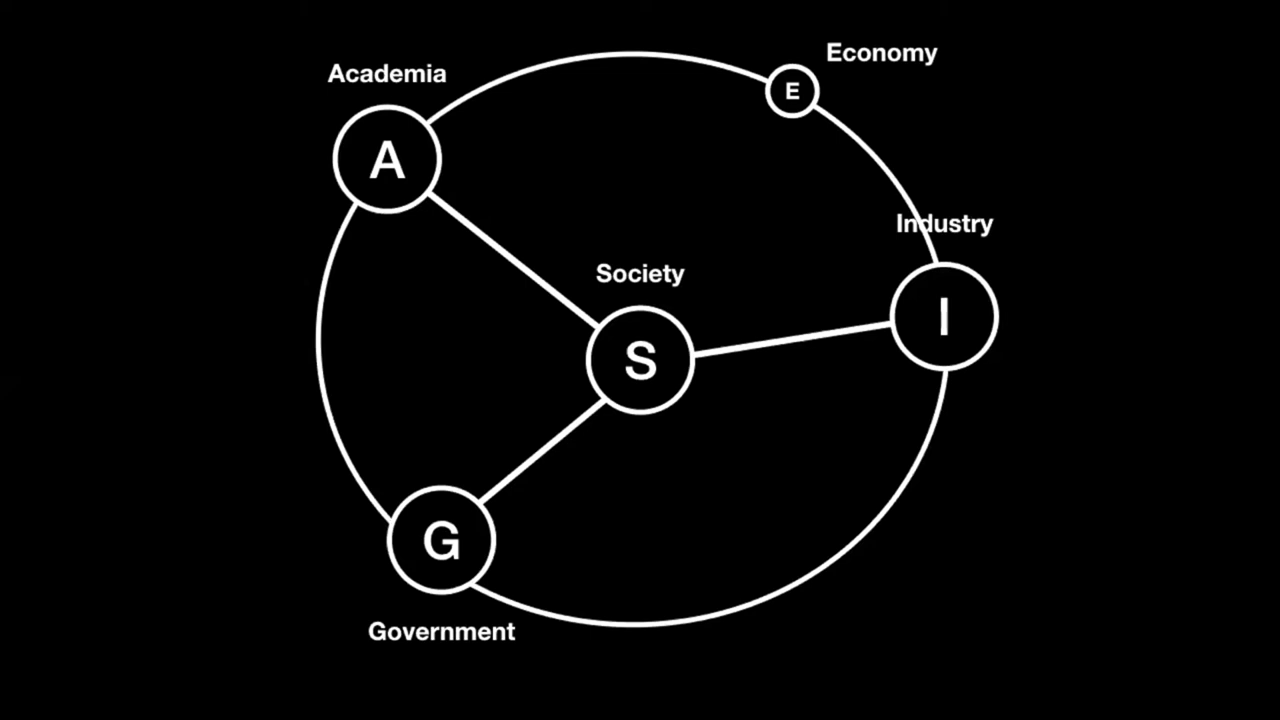 Economy
E
Academia
A
Industry
I
Society
S
G
Government